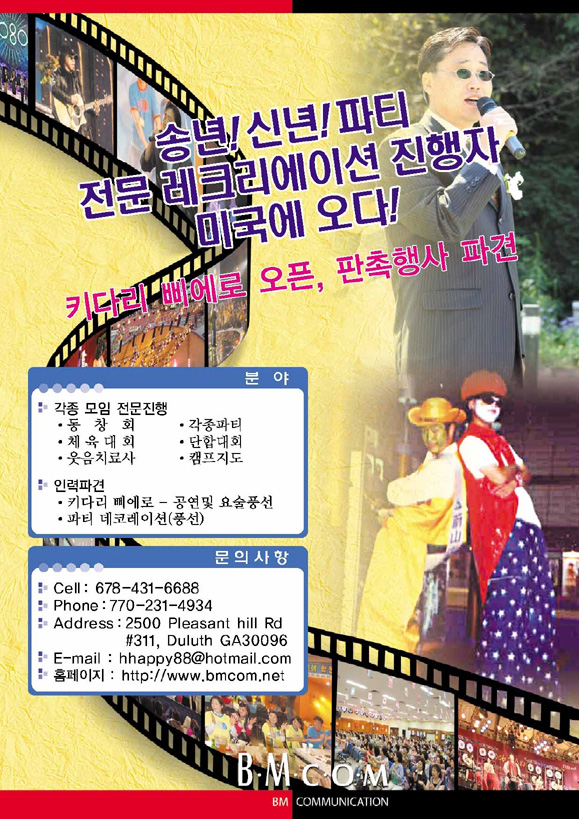 080
송년! 신년! 파티
전문 레크리에이션 진행자
미국에 오다!
키다리 삐에로 오픈, 판촉행사 파견
분 야
각종 모임 전문진행
· 동 창 회
· 각종파티
· 체 육 대 회
· 단합대회
· 웃음치료사
· 캠프지도
인력파견
· 키다리 삐에로 – 공연및 요술풍선
· 파티 데코레이션(풍선)
문 의 사 항
Cell : 678-431-6688
Phone : 770-231-4934
Address : 2500 Pleasant hill Rd
#311, Duluth GA30096
E-mail : hhappy88@hotmail.com
홈페이지 : http://www.bmcom.net
B·M·C·O·M
BM COMMUNICATION